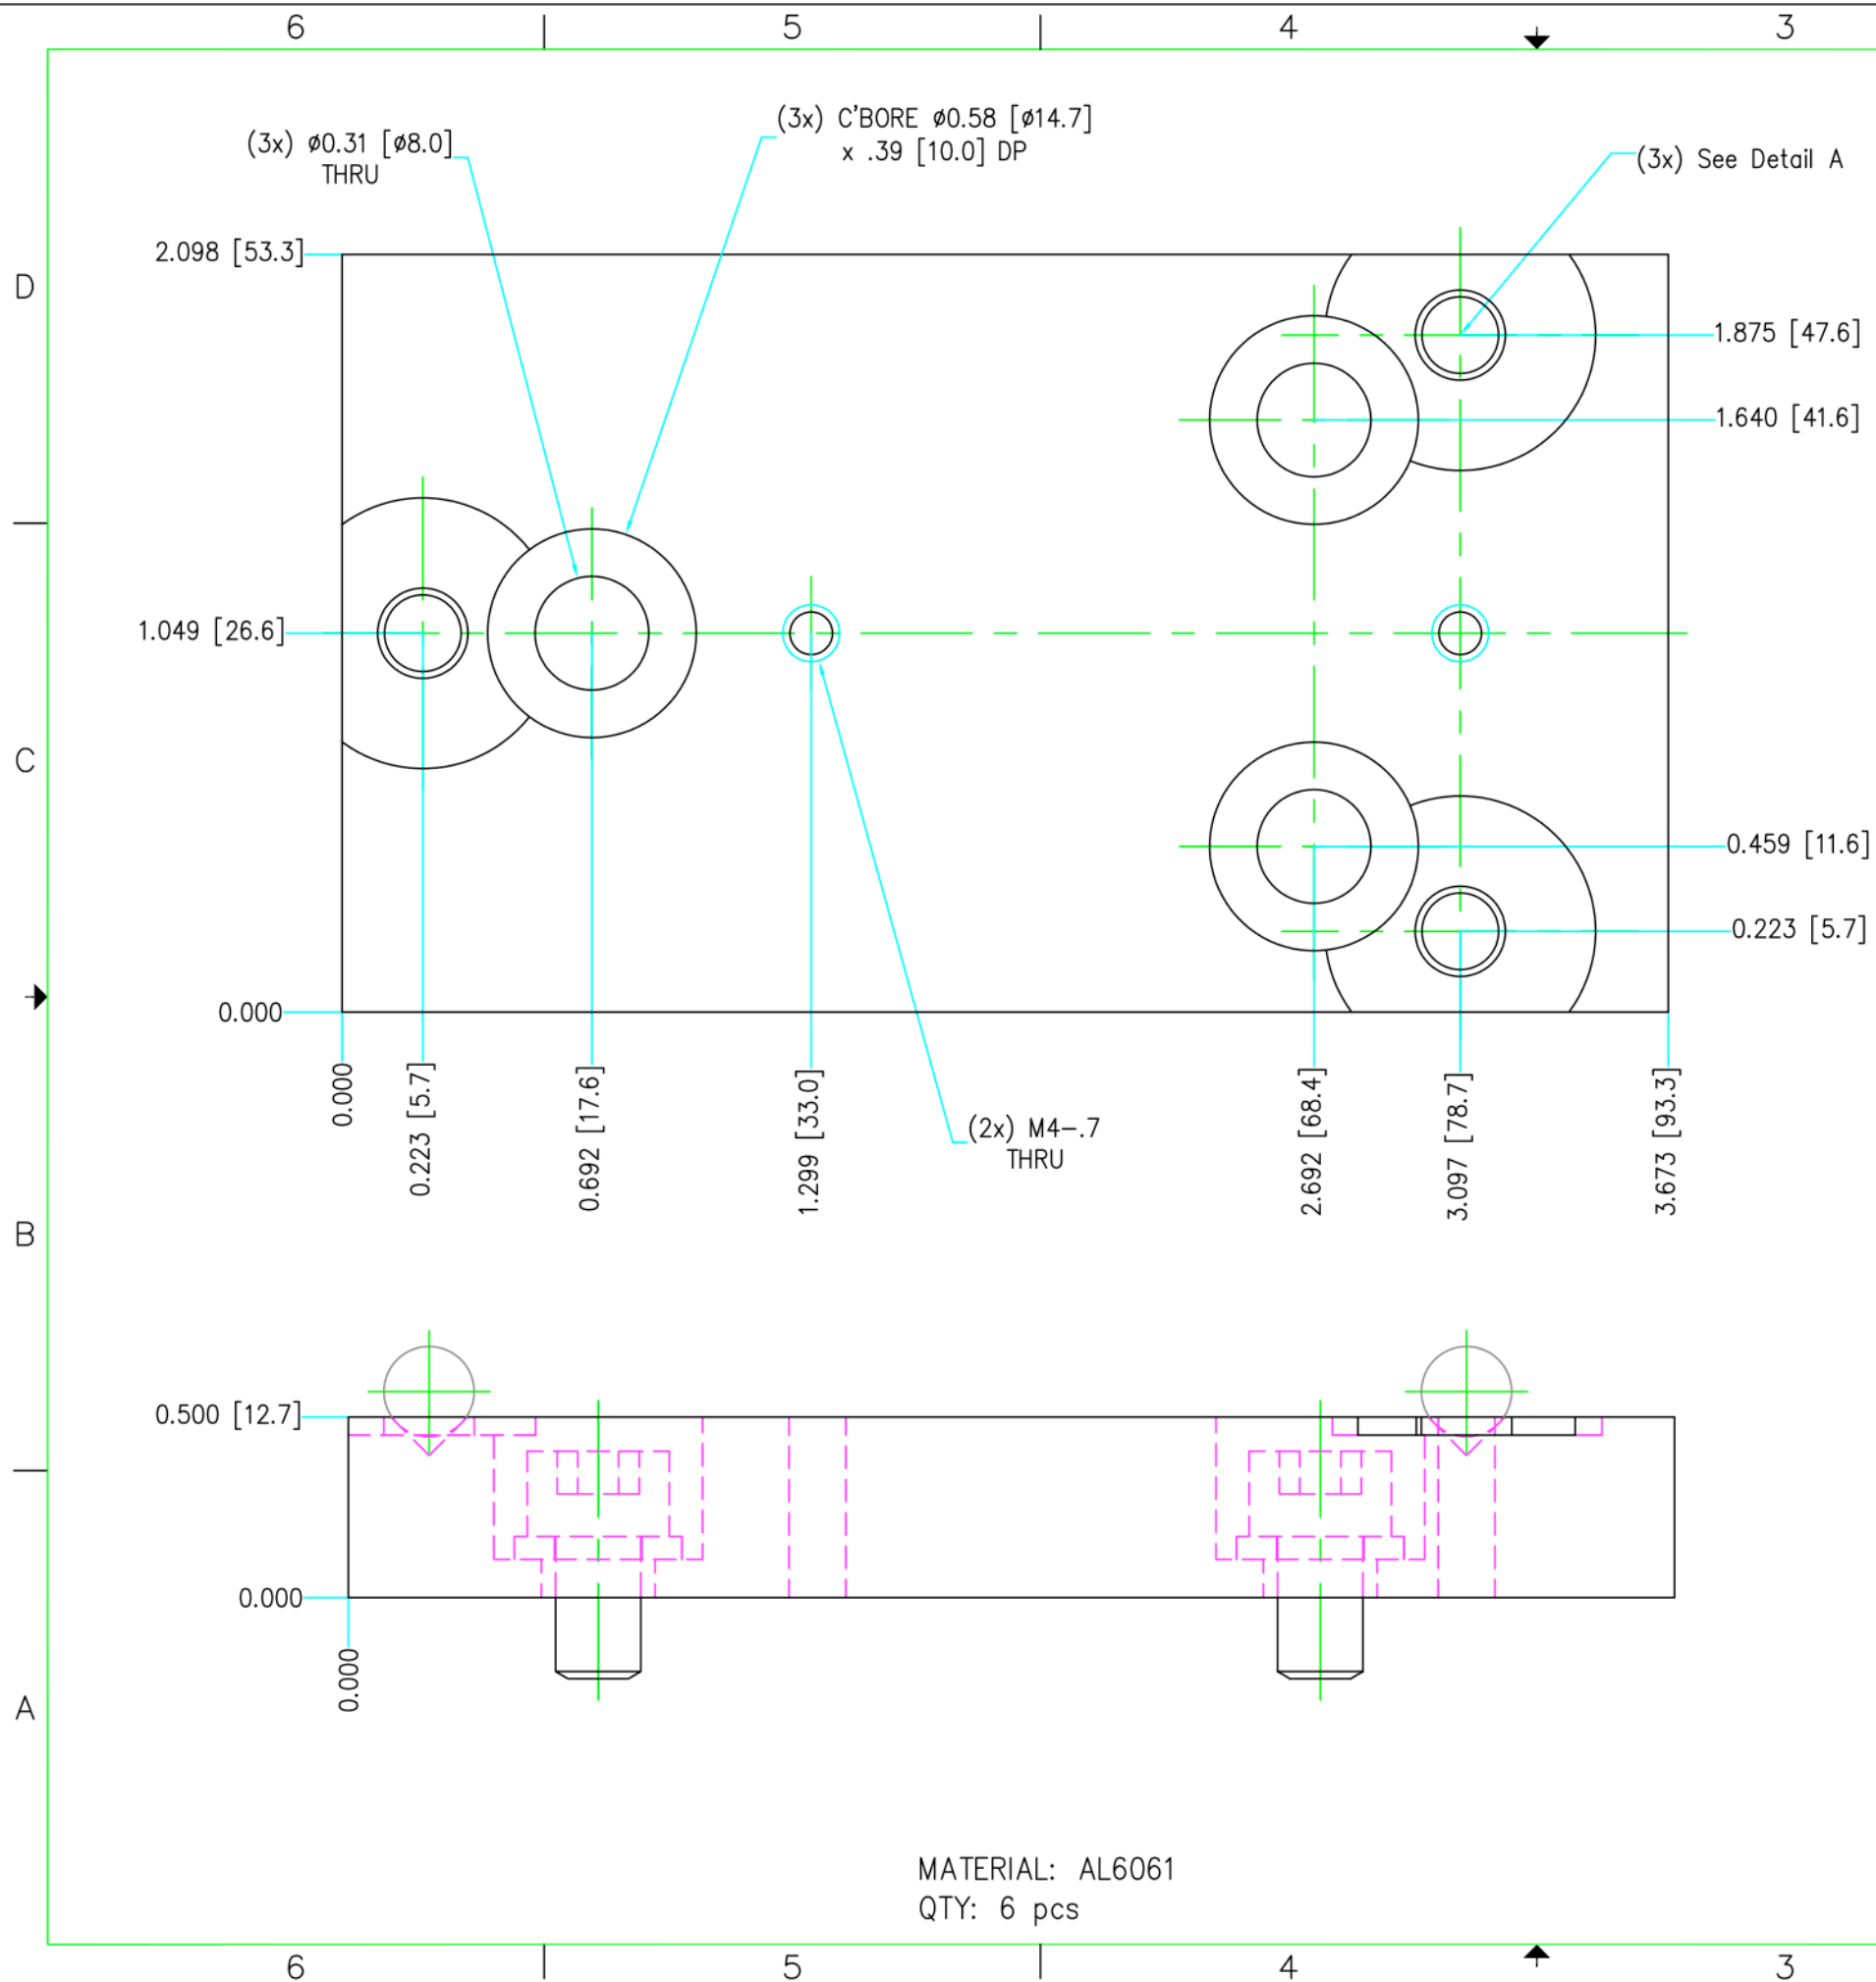 6 5 4 3
(3x) ø0.31 [ø8.0]
THRU
(3x) C'BORE ø0.58 [ø14.7]
x .39 [10.0] DP
(3x) See Detail A
2.098 [53.3]
D
1.875 [47.6]
1.640 [41.6]
1.049 [26.6]
C
0.459 [11.6]
0.223 [5.7]
0.000
0.000
0.223 [5.7]
0.692 [17.6]
1.299 [33.0]
(2x) M4-.7
THRU
2.692 [68.4]
3.097 [78.7]
3.673 [93.3]
B
0.500 [12.7]
0.000
0.000
A
MATERIAL: AL6061
QTY: 6 pcs
6 5 4 3